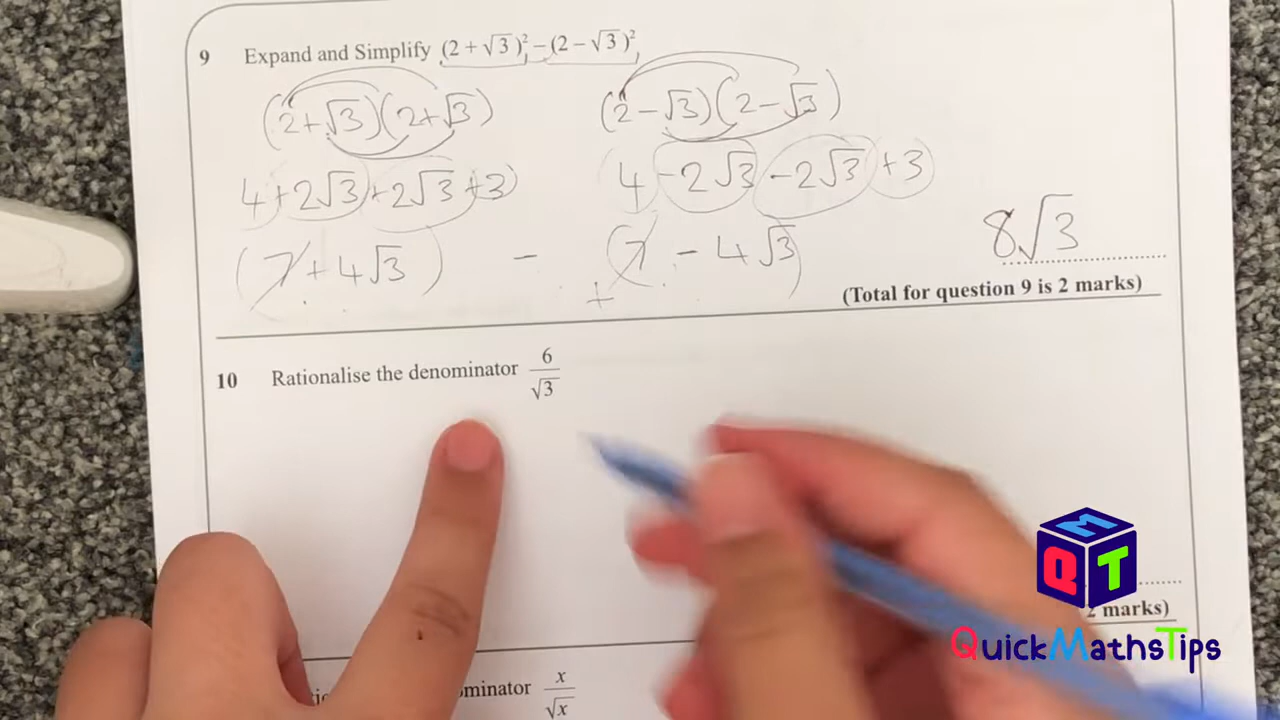 9 Expand and Simplify (2 + √3)² − (2 − √3)²
(2+√3)(2+√3) (2−√3)(2−√3)
4+2√3+2√3+3) 4 −2√3 −2√3 +3
(7+4√3) − (7 − 4√3)
+
8√3
(Total for question 9 is 2 marks)
10 Rationalise the denominator 6/√3
QMT
2 marks)
QuickMathsTips
x/√x